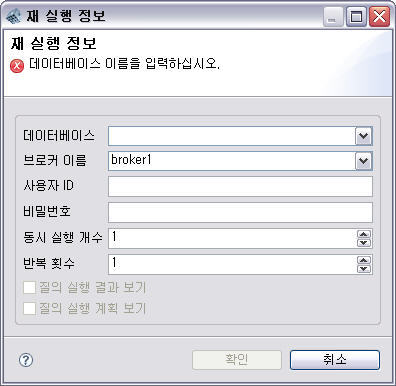 재 실행 정보
재 실행 정보
데이터베이스 이름을 입력하십시오.
데이터베이스
브로커 이름 broker1
사용자 ID
비밀번호
동시 실행 개수 1
반복 횟수 1
질의 실행 결과 보기
질의 실행 계획 보기
확인 취소